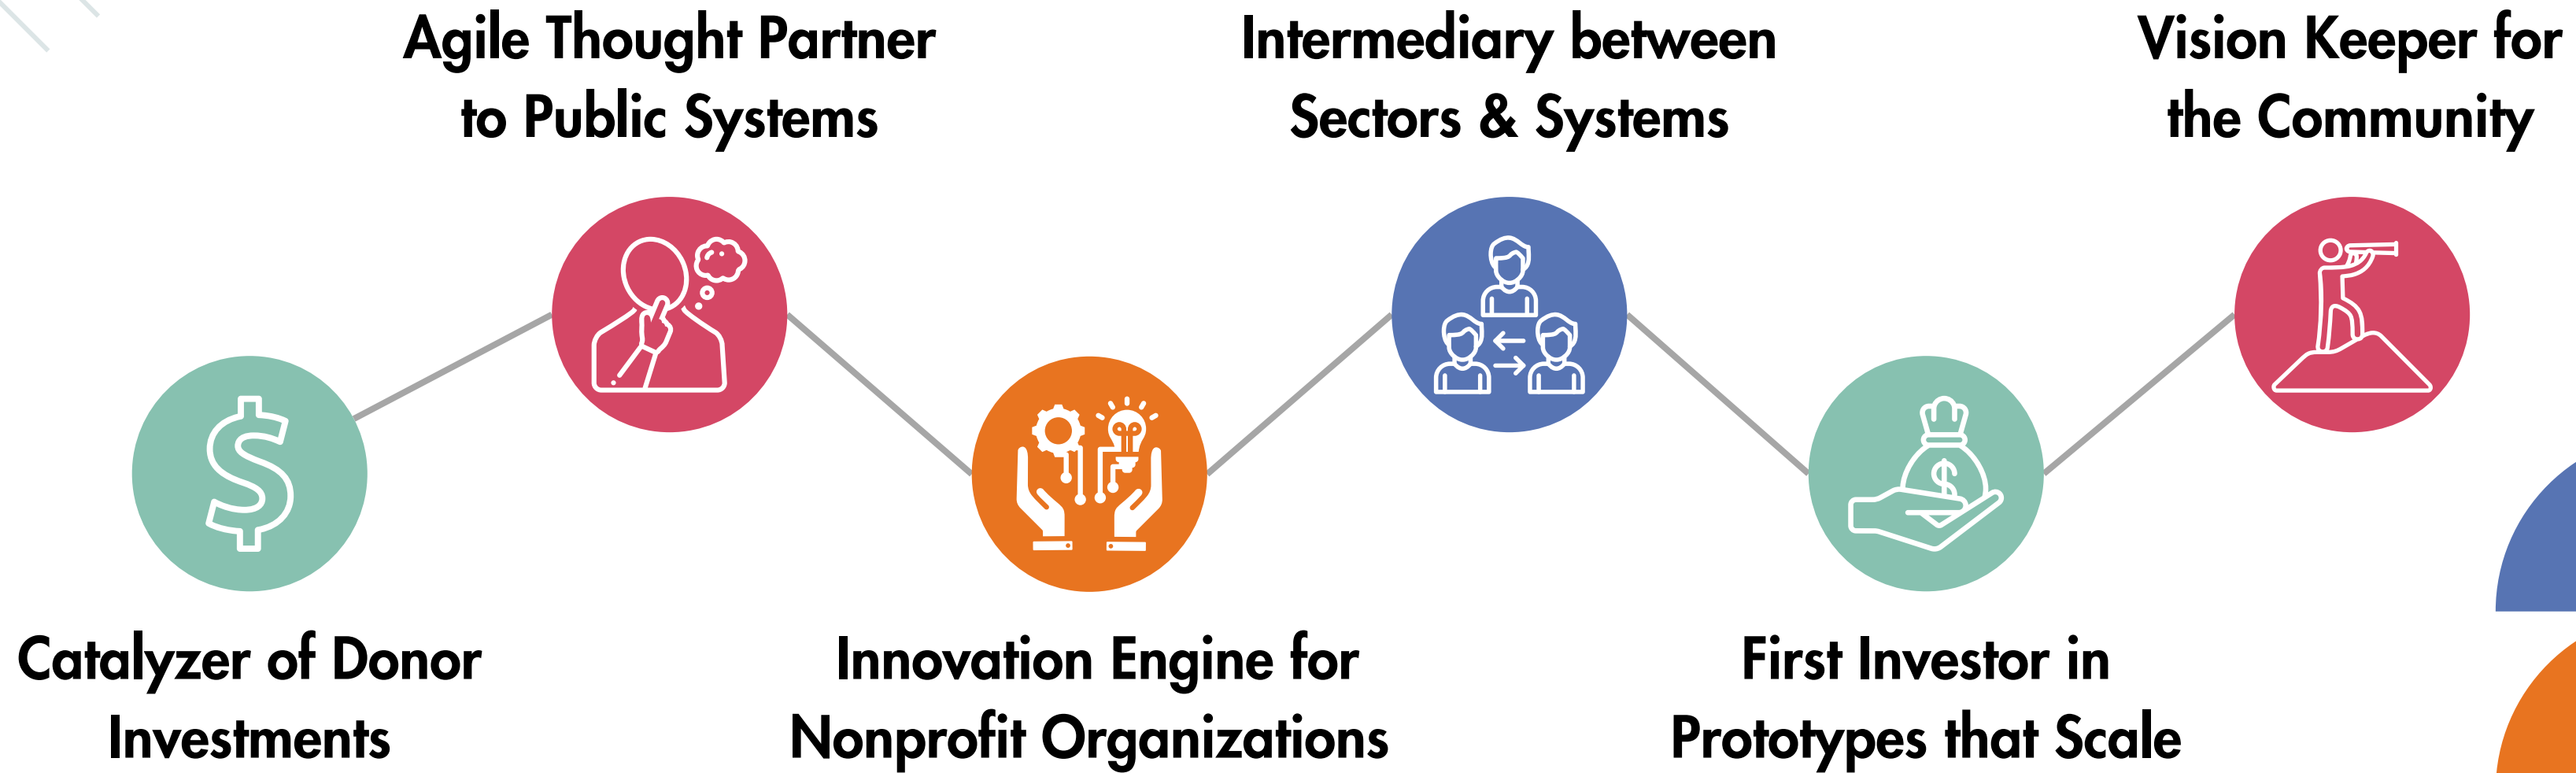 Agile Thought Partner
to Public Systems
Intermediary between
Sectors & Systems
Vision Keeper for
the Community
$
$
Catalyzer of Donor
Investments
Innovation Engine for
Nonprofit Organizations
First Investor in
Prototypes that Scale